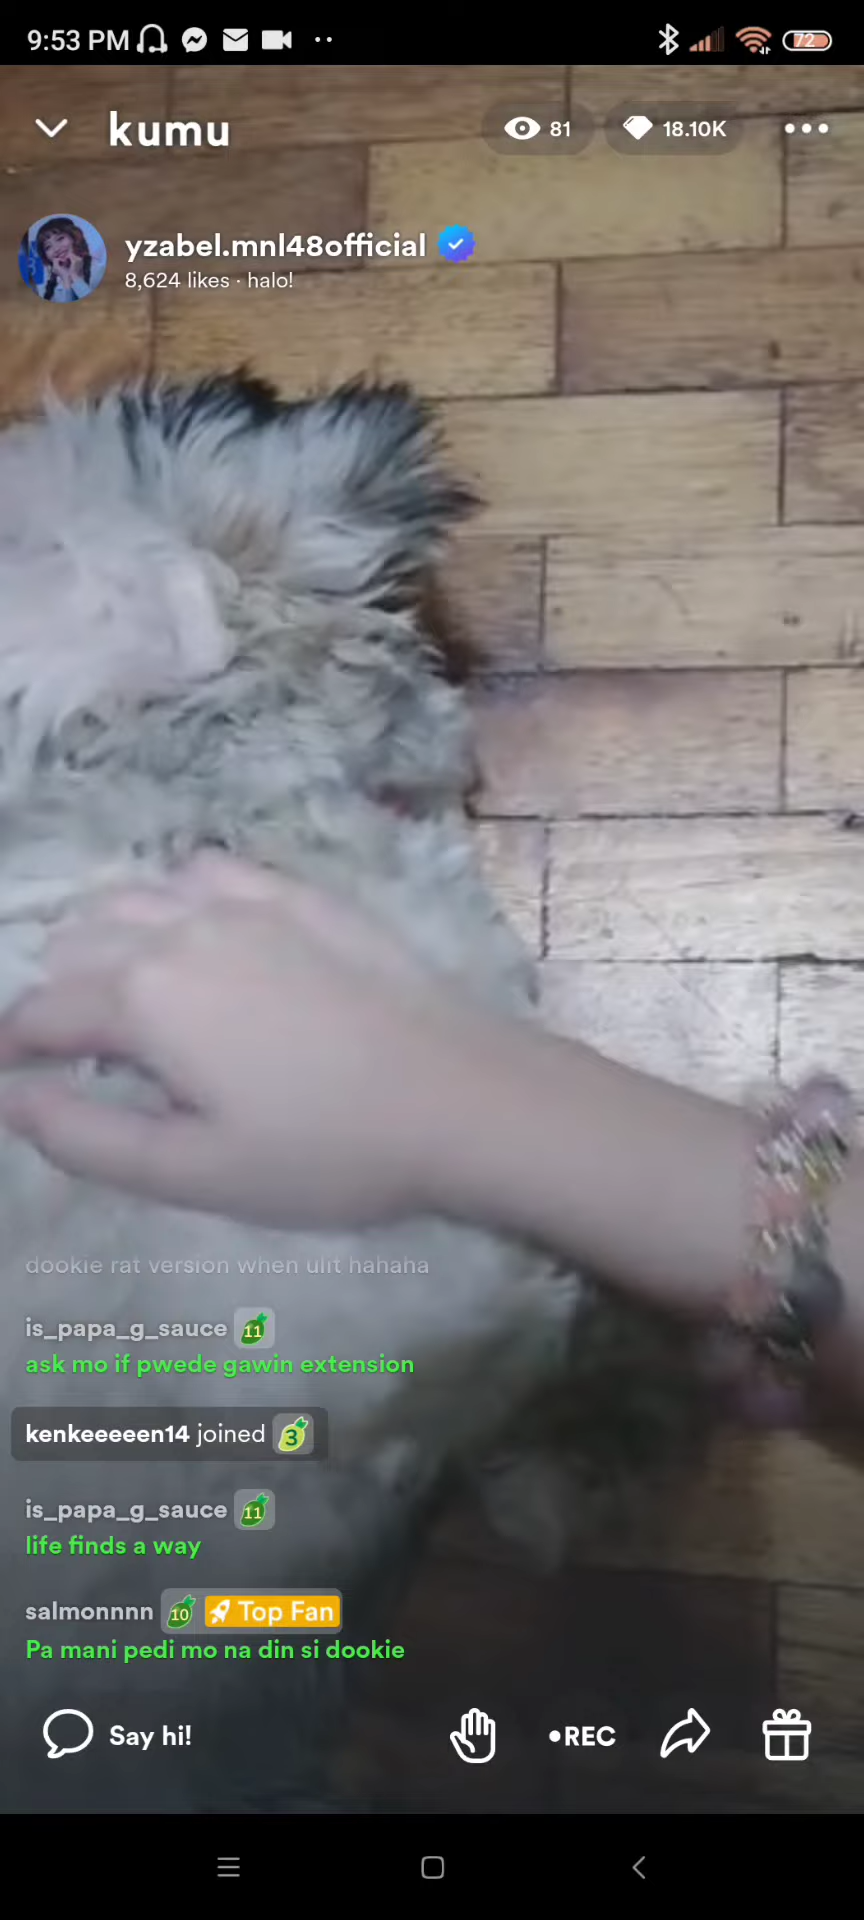 9:53 PM
72
kumu
81
18.10K
yzabel.mnl48official
8,624 likes · halo!
dookie rat version when ulit hahaha
is_papa_g_sauce 11
ask mo if pwede gawin extension
kenkeeeeen14 joined 3
is_papa_g_sauce 11
life finds a way
salmonnnn 10 Top Fan
Pa mani pedi mo na din si dookie
Say hi!
•REC